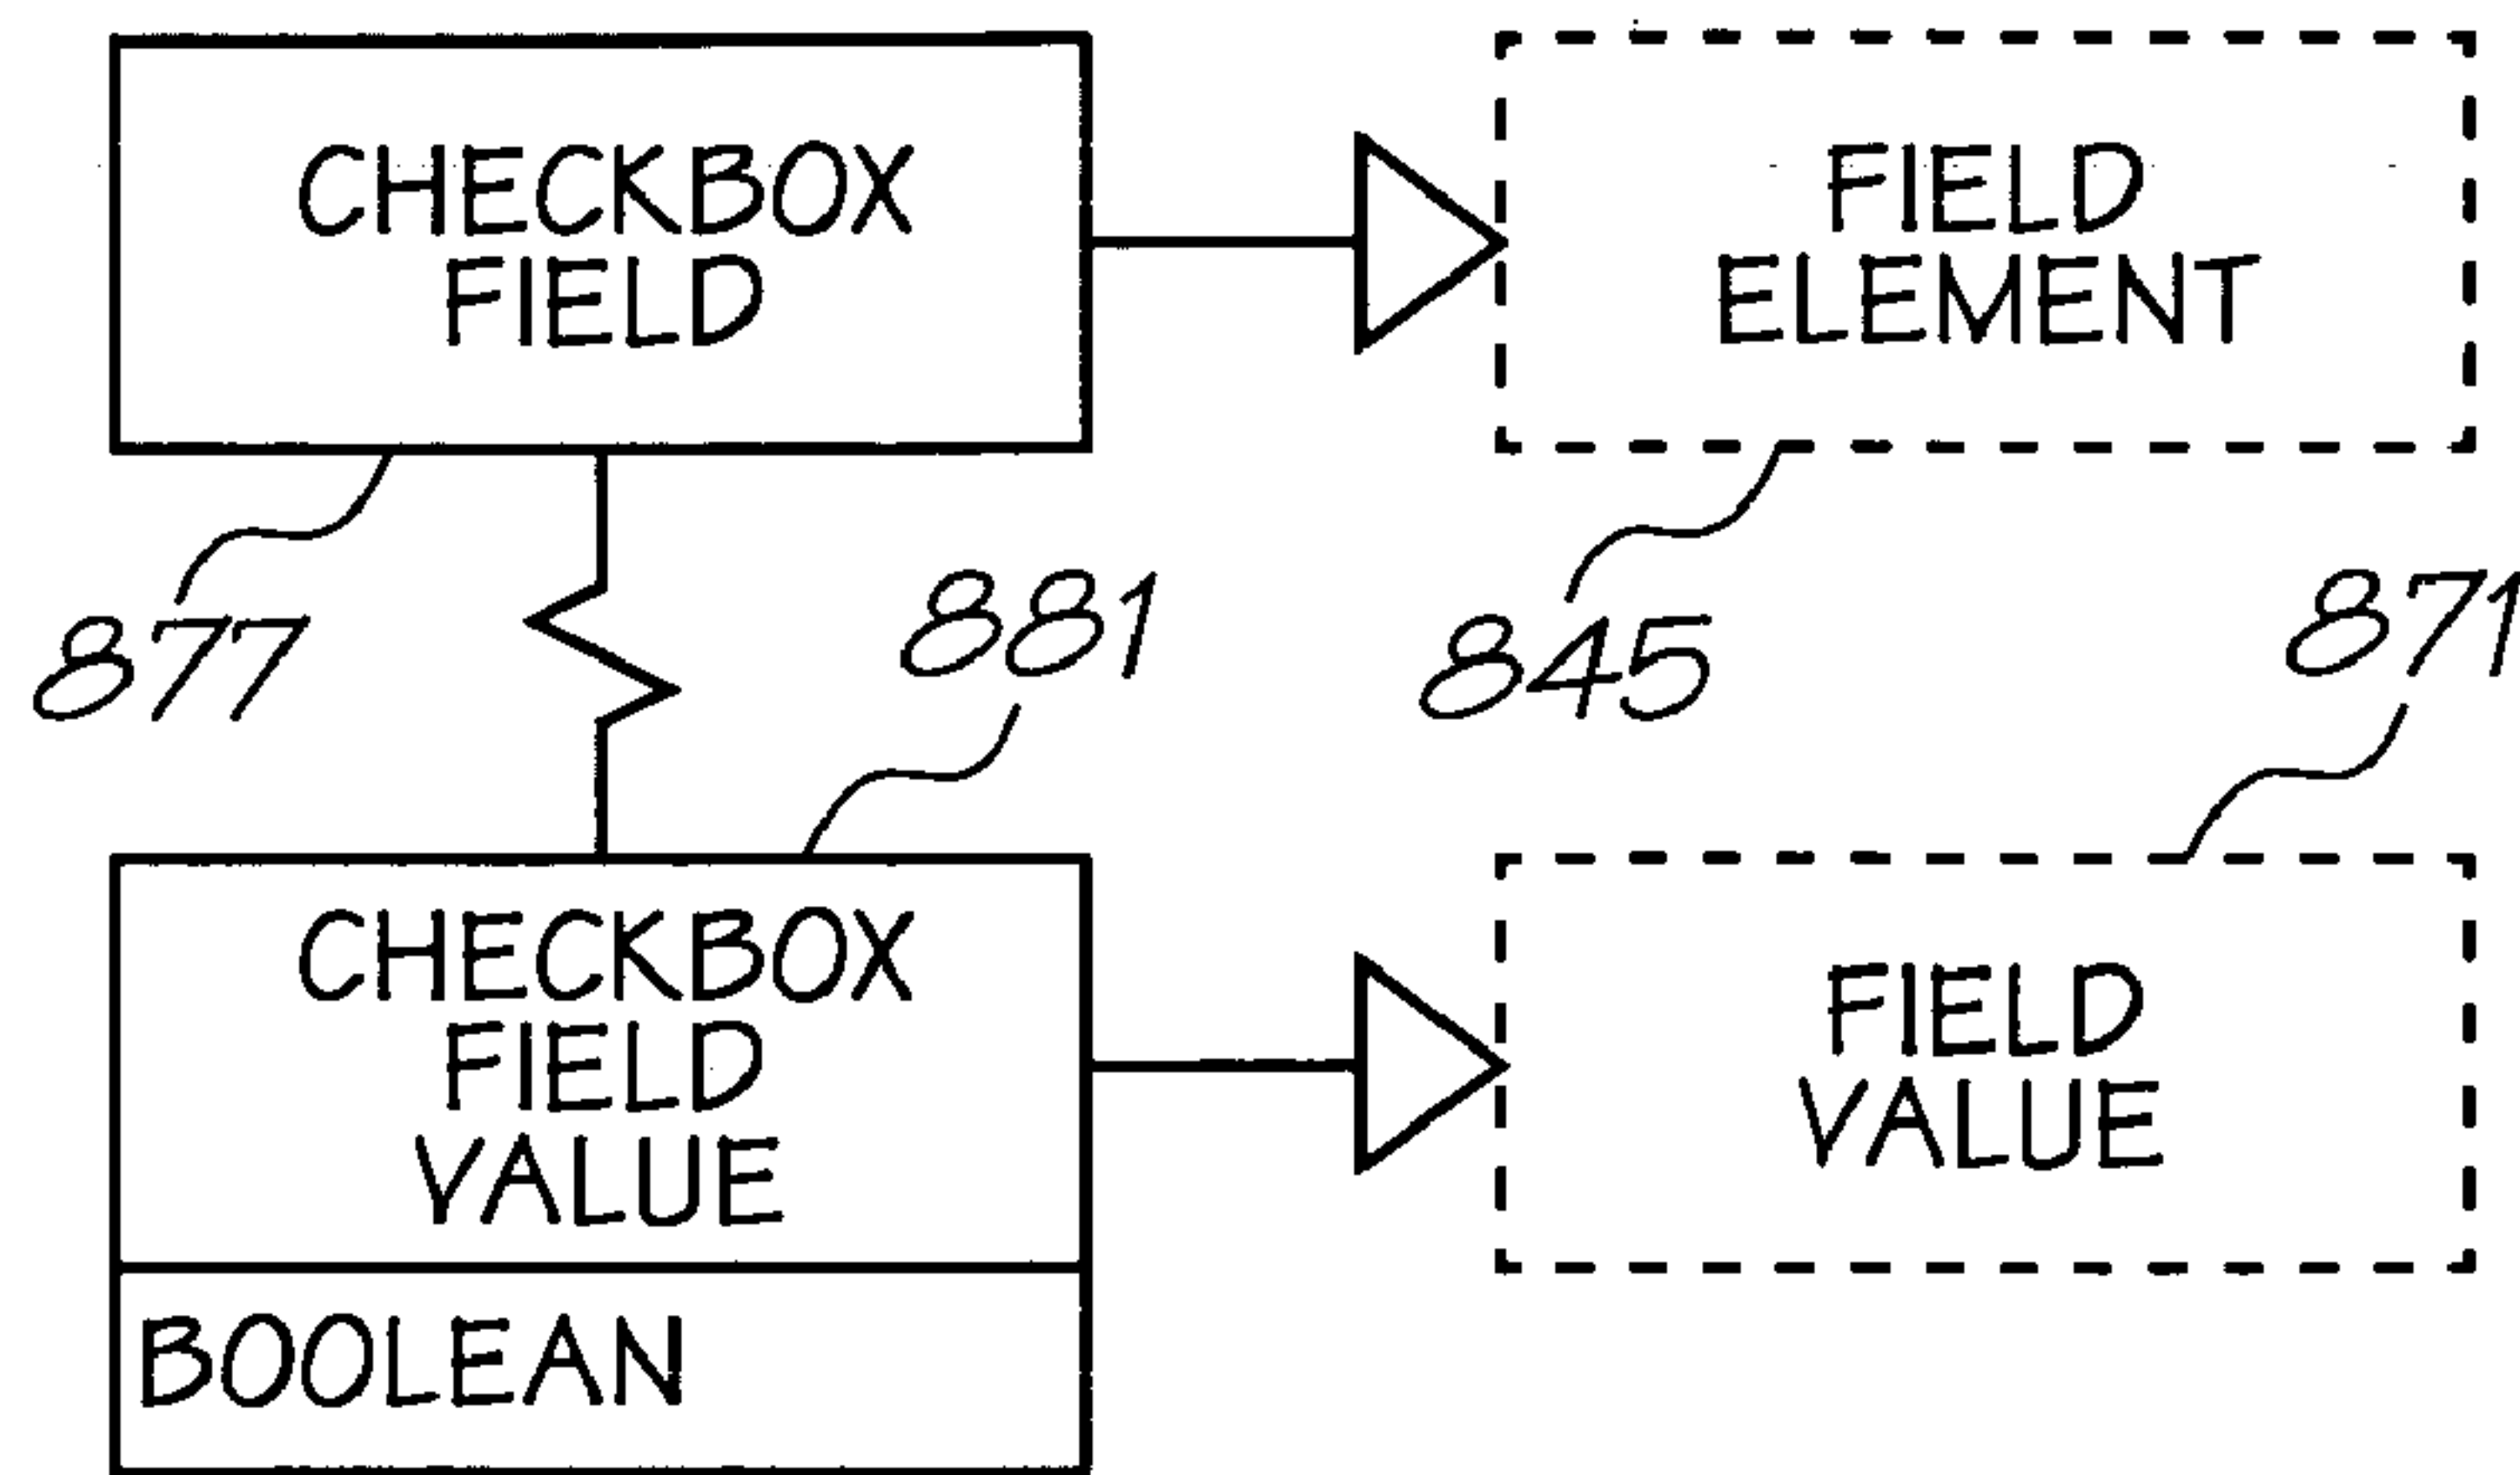 CHECKBOX
FIELD
FIELD
ELEMENT
877
881
845
871
CHECKBOX
FIELD
VALUE
FIELD
VALUE
BOOLEAN